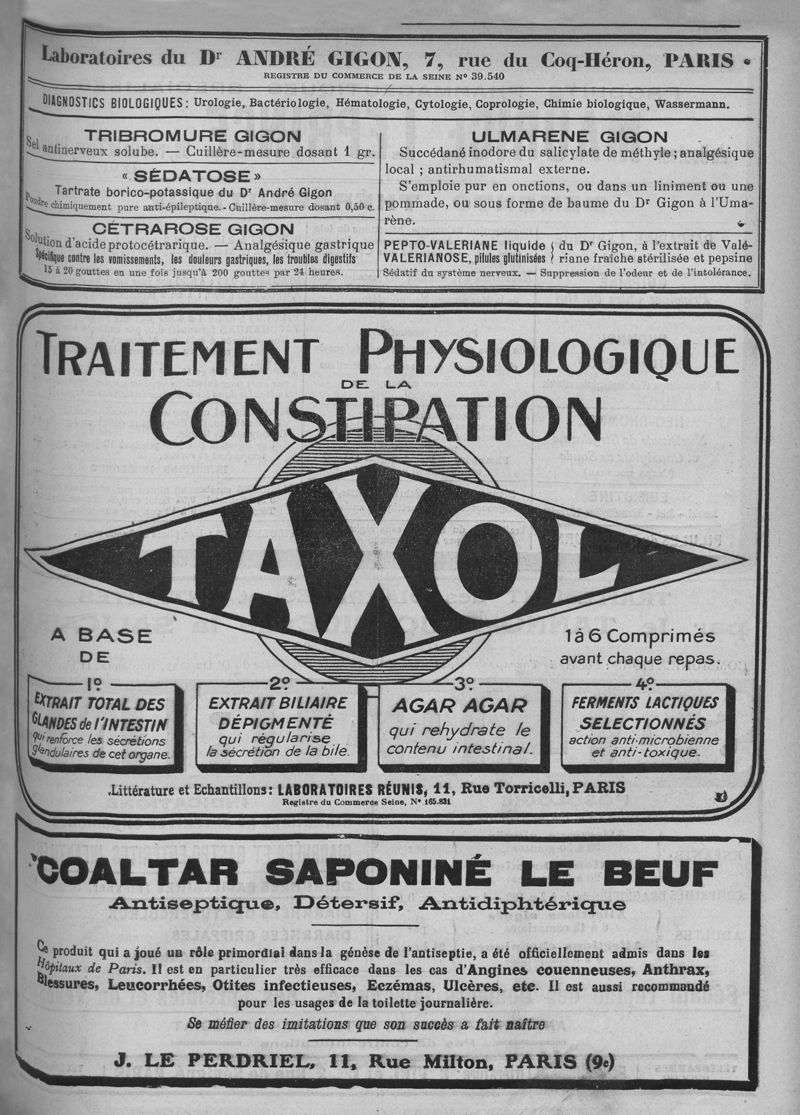 Laboratoires du Dr ANDRÉ GIGON, 7, rue du Coq-Héron, PARIS
REGISTRE DU COMMERCE DE LA SEINE No 39.540
DIAGNOSTICS BIOLOGIQUES : Urologie, Bactériologie, Hématologie, Cytologie, Coprologie, Chimie biologique, Wassermann.
TRIBROMURE GIGON
Sel antinerveux soluble. — Cuillère-mesure dosant 1 gr.
« SÉDATOSE »
Tartrate borico-potassique du Dr André Gigon
Poudre chimiquement pure anti-épileptique. - Cuillère-mesure dosant 0,50 c.
CÉTRAROSE GIGON
Solution d'acide protocétrarique. — Analgésique gastrique
Spécifique contre les vomissements, les douleurs gastriques, les troubles digestifs
15 à 20 gouttes en une fois jusqu'à 200 gouttes par 24 heures.
ULMARENE GIGON
Succédané inodore du salicylate de méthyle ; analgésique
local ; antirhumatismal externe.
S'emploie pur en onctions, ou dans un liniment ou une
pommade, ou sous forme de baume du Dr Gigon à l'Uma-
rène.
PEPTO-VALERIANE liquide { du Dr Gigon, à l'extrait de Valé-
VALERIANOSE, pilules glutinisées } riane fraîche stérilisée et pepsine
Sédatif du système nerveux. — Suppression de l'odeur et de l'intolérance.
TRAITEMENT PHYSIOLOGIQUE
DE LA
CONSTIPATION
TAXOL
A BASE
DE
1à6 Comprimés
avant chaque repas.
1º
EXTRAIT TOTAL DES
GLANDES de l'INTESTIN
qui renforce les sécrétions
glandulaires de cet organe.
2º
EXTRAIT BILIAIRE
DÉPIGMENTÉ
qui régularise
la sécrétion de la bile.
3º
AGAR AGAR
qui rehydrate le
contenu intestinal.
4º
FERMENTS LACTIQUES
SELECTIONNÉS
action anti-microbienne
et anti-toxique.
Littérature et Echantillons : LABORATOIRES RÉUNIS, 11, Rue Torricelli, PARIS
Registre du Commerce Seine, No 165.831
COALTAR SAPONINÉ LE BEUF
Antiseptique, Détersif, Antidiphtérique
Ce produit qui a joué un rôle primordial dans la génèse de l'antiseptie, a été officiellement admis dans les
Hôpitaux de Paris. Il est en particulier très efficace dans les cas d'Angines couenneuses, Anthrax,
Blessures, Leucorrhées, Otites infectieuses, Eczémas, Ulcères, etc. Il est aussi recommandé
pour les usages de la toilette journalière.
Se méfier des imitations que son succès a fait naître
J. LE PERDRIEL, 11, Rue Milton, PARIS (9e)